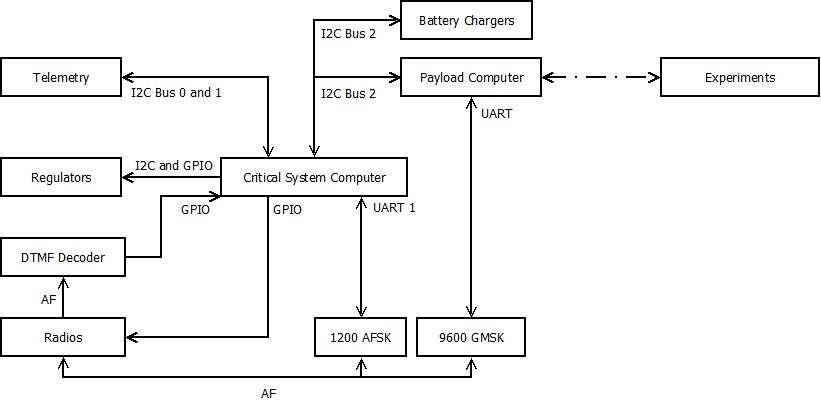 Battery Chargers
I2C Bus 2
Telemetry
Payload Computer
Experiments
I2C Bus 0 and 1
I2C Bus 2
UART
I2C and GPIO
Regulators
Critical System Computer
GPIO
GPIO
UART 1
DTMF Decoder
AF
Radios
1200 AFSK
9600 GMSK
AF